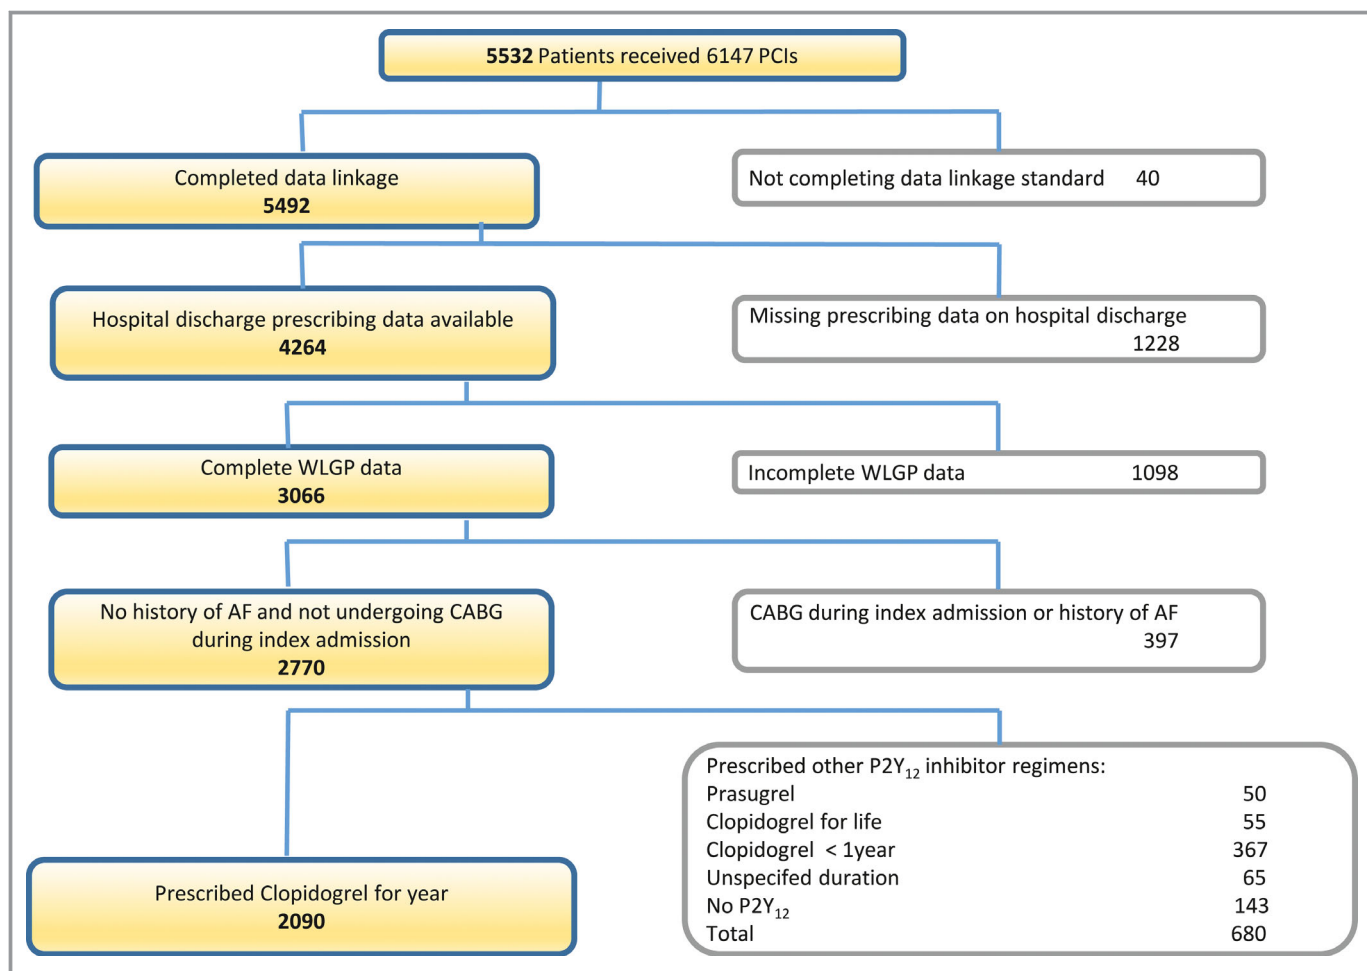 5532 Patients received 6147 PCIs
Completed data linkage
5492
Not completing data linkage standard 40
Hospital discharge prescribing data available
4264
Missing prescribing data on hospital discharge
1228
Complete WLGP data
3066
Incomplete WLGP data 1098
No history of AF and not undergoing CABG
during index admission
2770
CABG during index admission or history of AF
397
Prescribed other P2Y₁₂ inhibitor regimens:
Prasugrel 50
Clopidogrel for life 55
Clopidogrel < 1year 367
Unspecifed duration 65
No P2Y₁₂ 143
Total 680
Prescribed Clopidogrel for year
2090